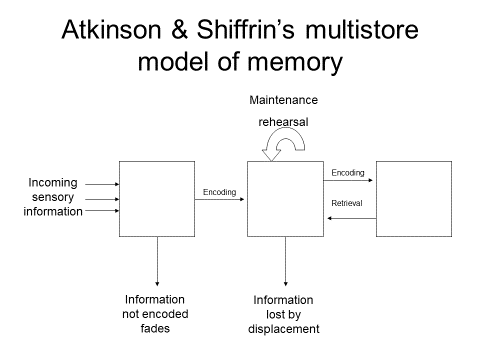 Atkinson & Shiffrin's multistore
model of memory
Maintenance
rehearsal
Incoming
sensory
information
Encoding
Encoding
Retrieval
Information
not encoded
fades
Information
lost by
displacement